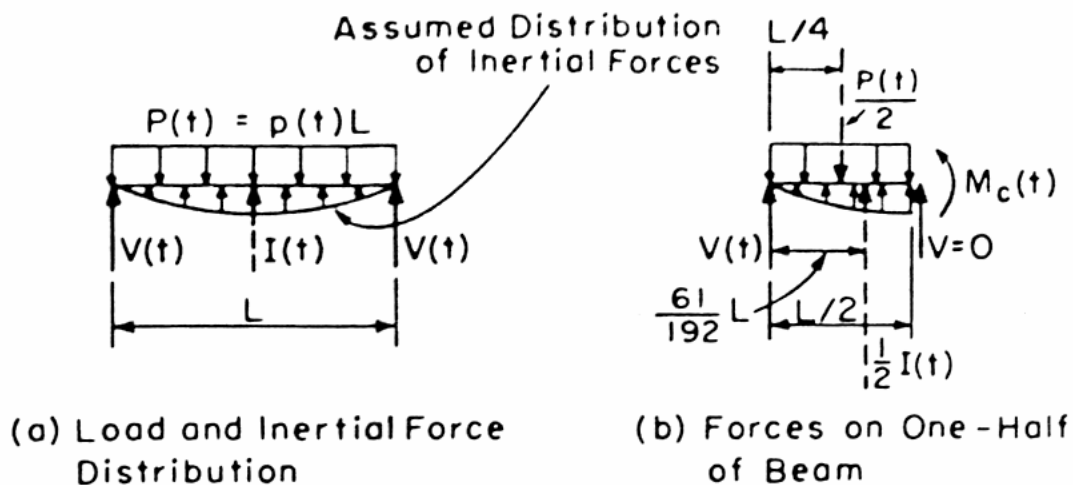 Assumed Distribution
of Inertial Forces
P(t) = p(t)L
V(t)
I(t)
V(t)
L
(a) Load and Inertial Force
Distribution
L/4
P(t)
2
M_c(t)
V(t)
V=0
61
192
L
L/2
1
2
I(t)
(b) Forces on One-Half
of Beam